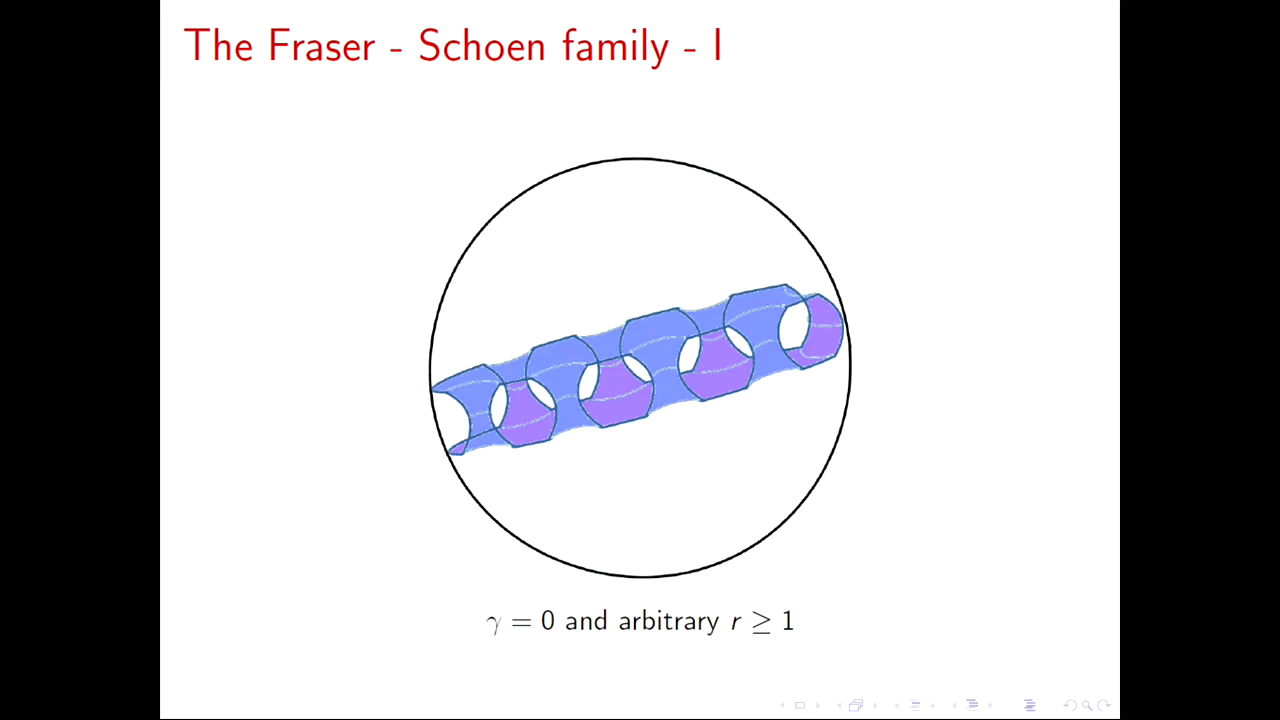 The Fraser - Schoen family - I
γ = 0 and arbitrary r ≥ 1